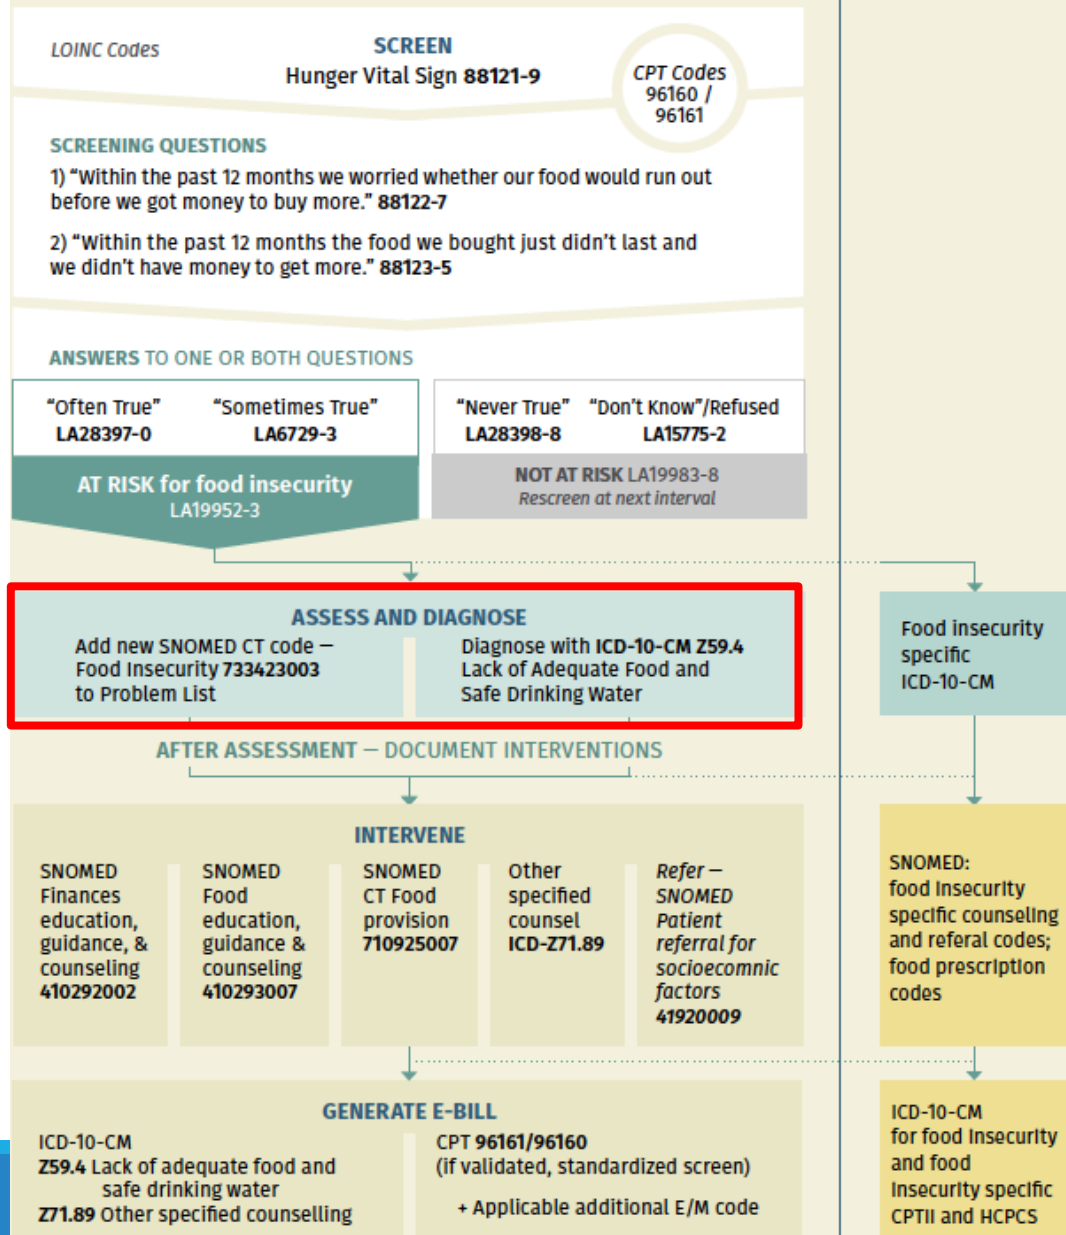 LOINC Codes
SCREEN
Hunger Vital Sign 88121-9
CPT Codes
96160 /
96161
SCREENING QUESTIONS
1) “Within the past 12 months we worried whether our food would run out
before we got money to buy more.” 88122-7
2) “Within the past 12 months the food we bought just didn’t last and
we didn’t have money to get more.” 88123-5
ANSWERS TO ONE OR BOTH QUESTIONS
“Often True”
LA28397-0
“Sometimes True”
LA6729-3
“Never True”
LA28398-8
“Don’t Know”/Refused
LA15775-2
AT RISK for food insecurity
LA19952-3
NOT AT RISK LA19983-8
Rescreen at next interval
ASSESS AND DIAGNOSE
Add new SNOMED CT code —
Food Insecurity 733423003
to Problem List
Diagnose with ICD-10-CM Z59.4
Lack of Adequate Food and
Safe Drinking Water
Food insecurity
specific
ICD-10-CM
AFTER ASSESSMENT — DOCUMENT INTERVENTIONS
INTERVENE
SNOMED
Finances
education,
guidance, &
counseling
410292002
SNOMED
Food
education,
guidance &
counseling
410293007
SNOMED
CT Food
provision
710925007
Other
specified
counsel
ICD-Z71.89
Refer —
SNOMED
Patient
referral for
socioecomnic
factors
41920009
SNOMED:
food Insecurity
specific counseling
and referal codes;
food prescription
codes
GENERATE E-BILL
ICD-10-CM
Z59.4 Lack of adequate food and
safe drinking water
Z71.89 Other specified counselling
CPT 96161/96160
(if validated, standardized screen)
+ Applicable additional E/M code
ICD-10-CM
for food Insecurity
and food
Insecurity specific
CPTII and HCPCS